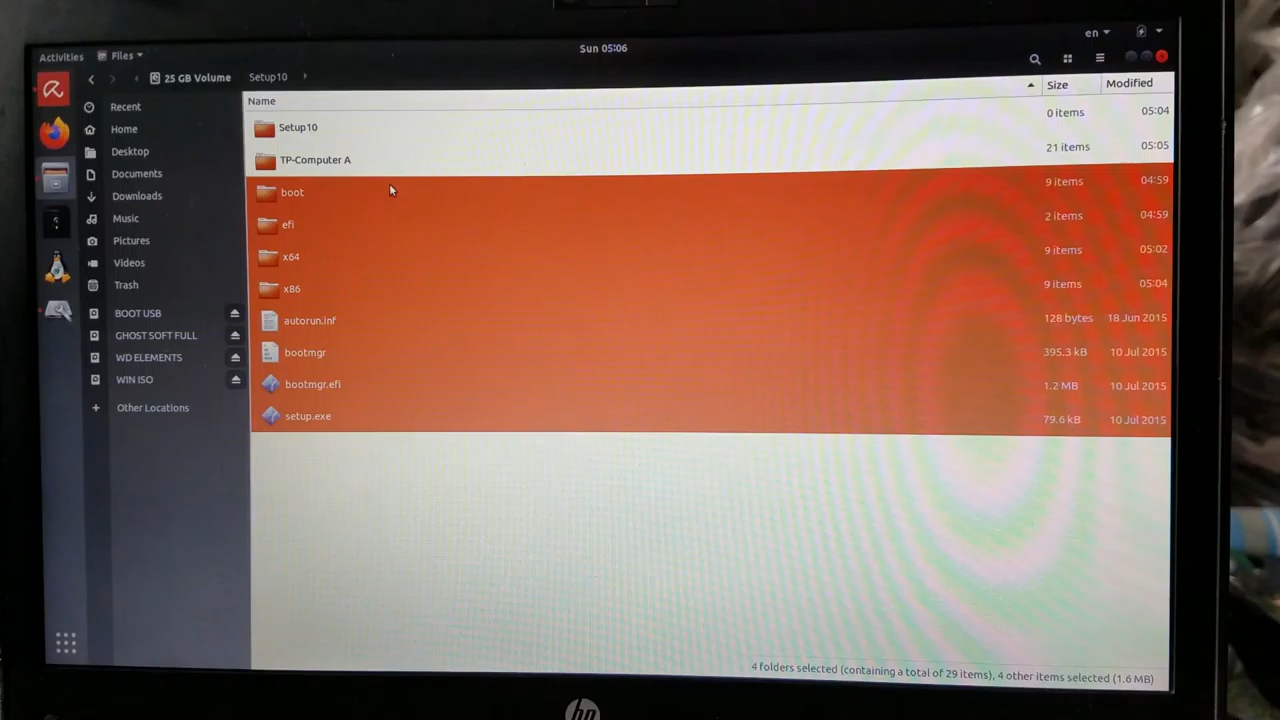 Activities Files Sun 05:06 en
25 GB Volume Setup10
Name Size Modified
Recent
Home
Desktop
Documents
Downloads
Music
Pictures
Videos
Trash
BOOT USB
GHOST SOFT FULL
WD ELEMENTS
WIN ISO
+ Other Locations
Setup10 0 items 05:04
TP-Computer A 21 items 05:05
boot 9 items 04:59
efi 2 items 04:59
x64 9 items 05:02
x86 9 items 05:04
autorun.inf 128 bytes 18 Jun 2015
bootmgr 395.3 kB 10 Jul 2015
bootmgr.efi 1.2 MB 10 Jul 2015
setup.exe 79.6 kB 10 Jul 2015
4 folders selected (containing a total of 29 items), 4 other items selected (1.6 MB)
hp